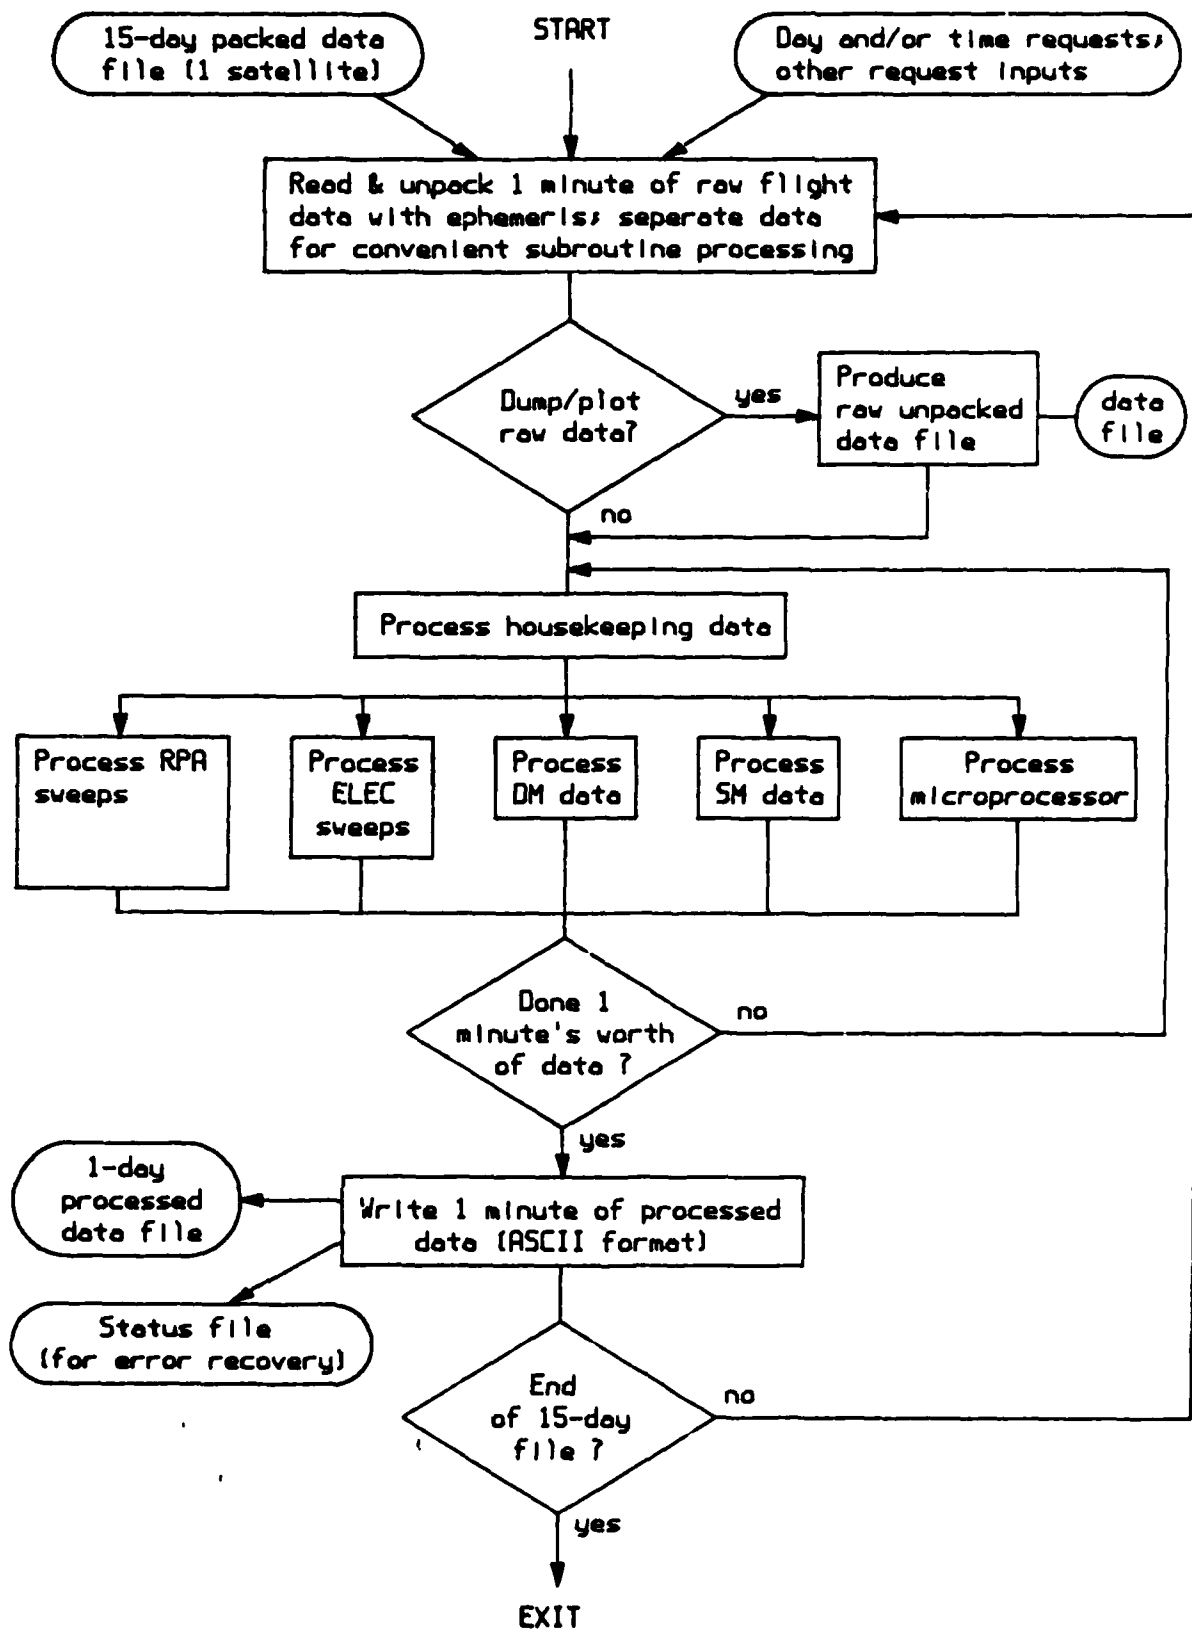 15-day packed data
file (1 satellite)
START
Day and/or time requests;
other request inputs
Read & unpack 1 minute of raw flight
data with ephemeris; seperate data
for convenient subroutine processing
Dump/plot
raw data?
yes
Produce
raw unpacked
data file
data
file
no
Process housekeeping data
Process RPA
sweeps
Process
ELEC
sweeps
Process
DM data
Process
SM data
Process
microprocessor
Done 1
minute's worth
of data ?
no
yes
1-day
processed
data file
Write 1 minute of processed
data (ASCII format)
Status file
(for error recovery)
End
of 15-day
file ?
no
yes
EXIT